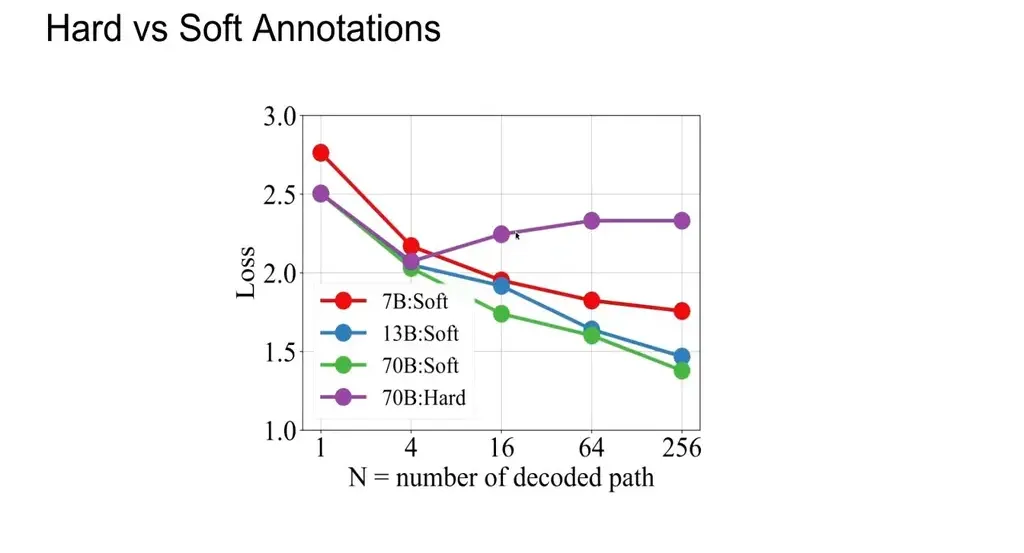 Hard vs Soft Annotations
3.0
2.5
2.0
1.5
1.0
Loss
7B:Soft
13B:Soft
70B:Soft
70B:Hard
1 4 16 64 256
N = number of decoded path